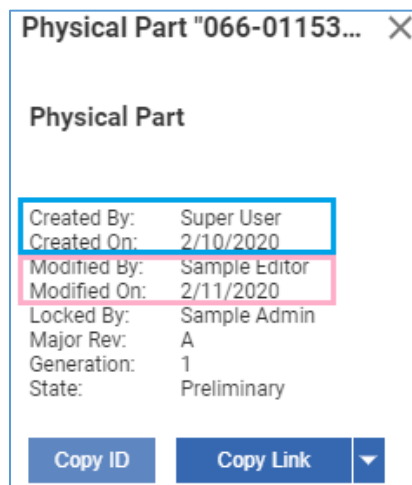 Physical Part "066-01153...
Physical Part
Created By: Super User
Created On: 2/10/2020
Modified By: Sample Editor
Modified On: 2/11/2020
Locked By: Sample Admin
Major Rev: A
Generation: 1
State: Preliminary
Copy ID Copy Link